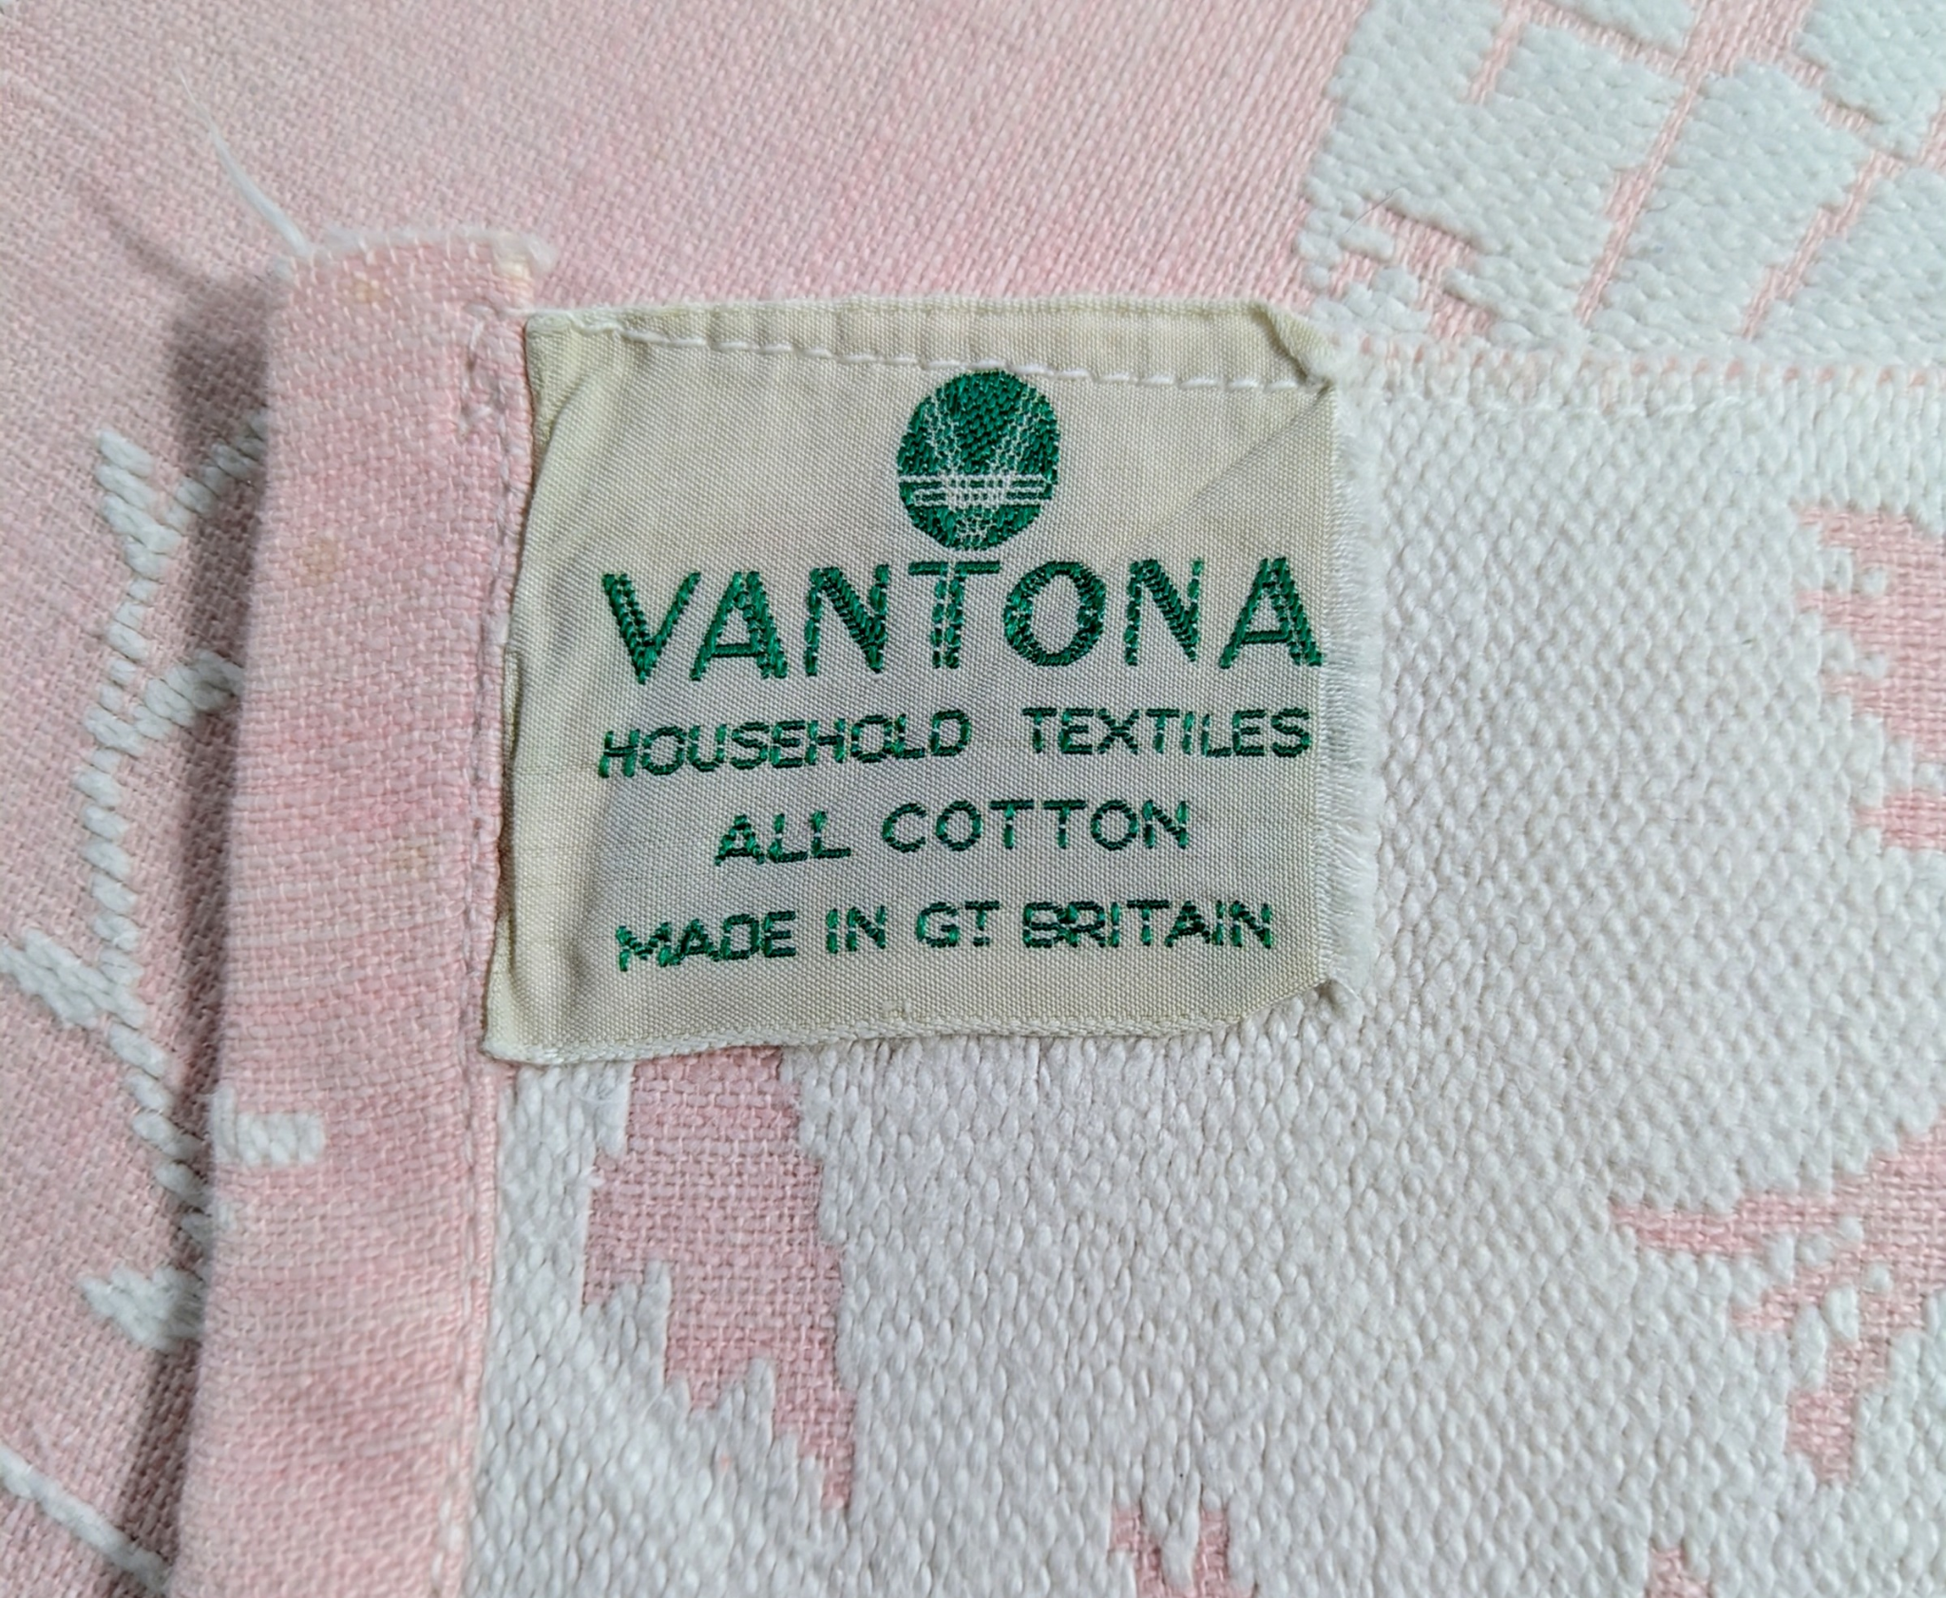 VANTONA
HOUSEHOLD TEXTILES
ALL COTTON
MADE IN GT BRITAIN